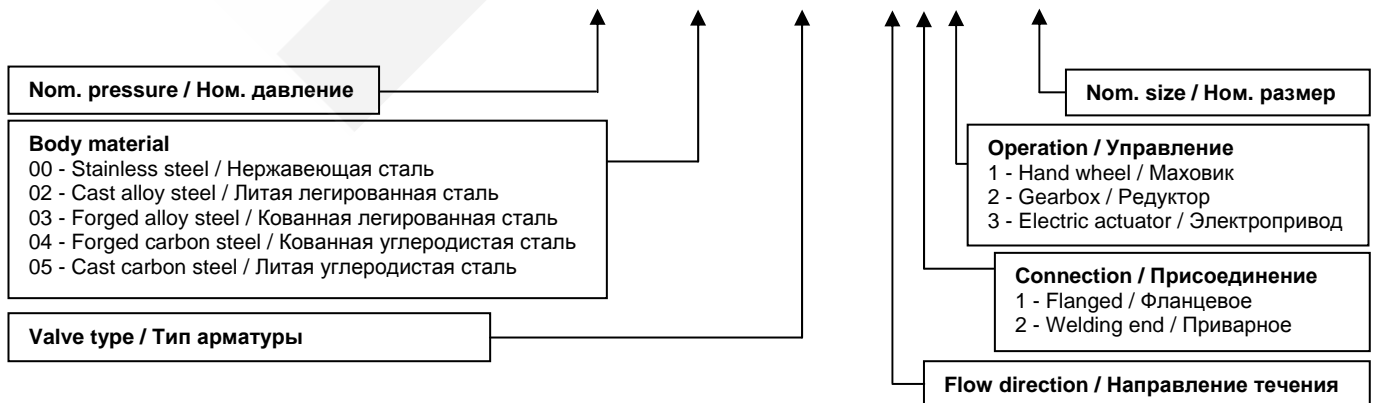 Nom. pressure / Ном. давление
Body material
00 - Stainless steel / Нержавеющая сталь
02 - Cast alloy steel / Литая легированная сталь
03 - Forged alloy steel / Кованная легированная сталь
04 - Forged carbon steel / Кованная углеродистая сталь
05 - Cast carbon steel / Литая углеродистая сталь
Valve type / Тип арматуры
Nom. size / Ном. размер
Operation / Управление
1 - Hand wheel / Маховик
2 - Gearbox / Редуктор
3 - Electric actuator / Электропривод
Connection / Присоединение
1 - Flanged / Фланцевое
2 - Welding end / Приварное
Flow direction / Направление течения